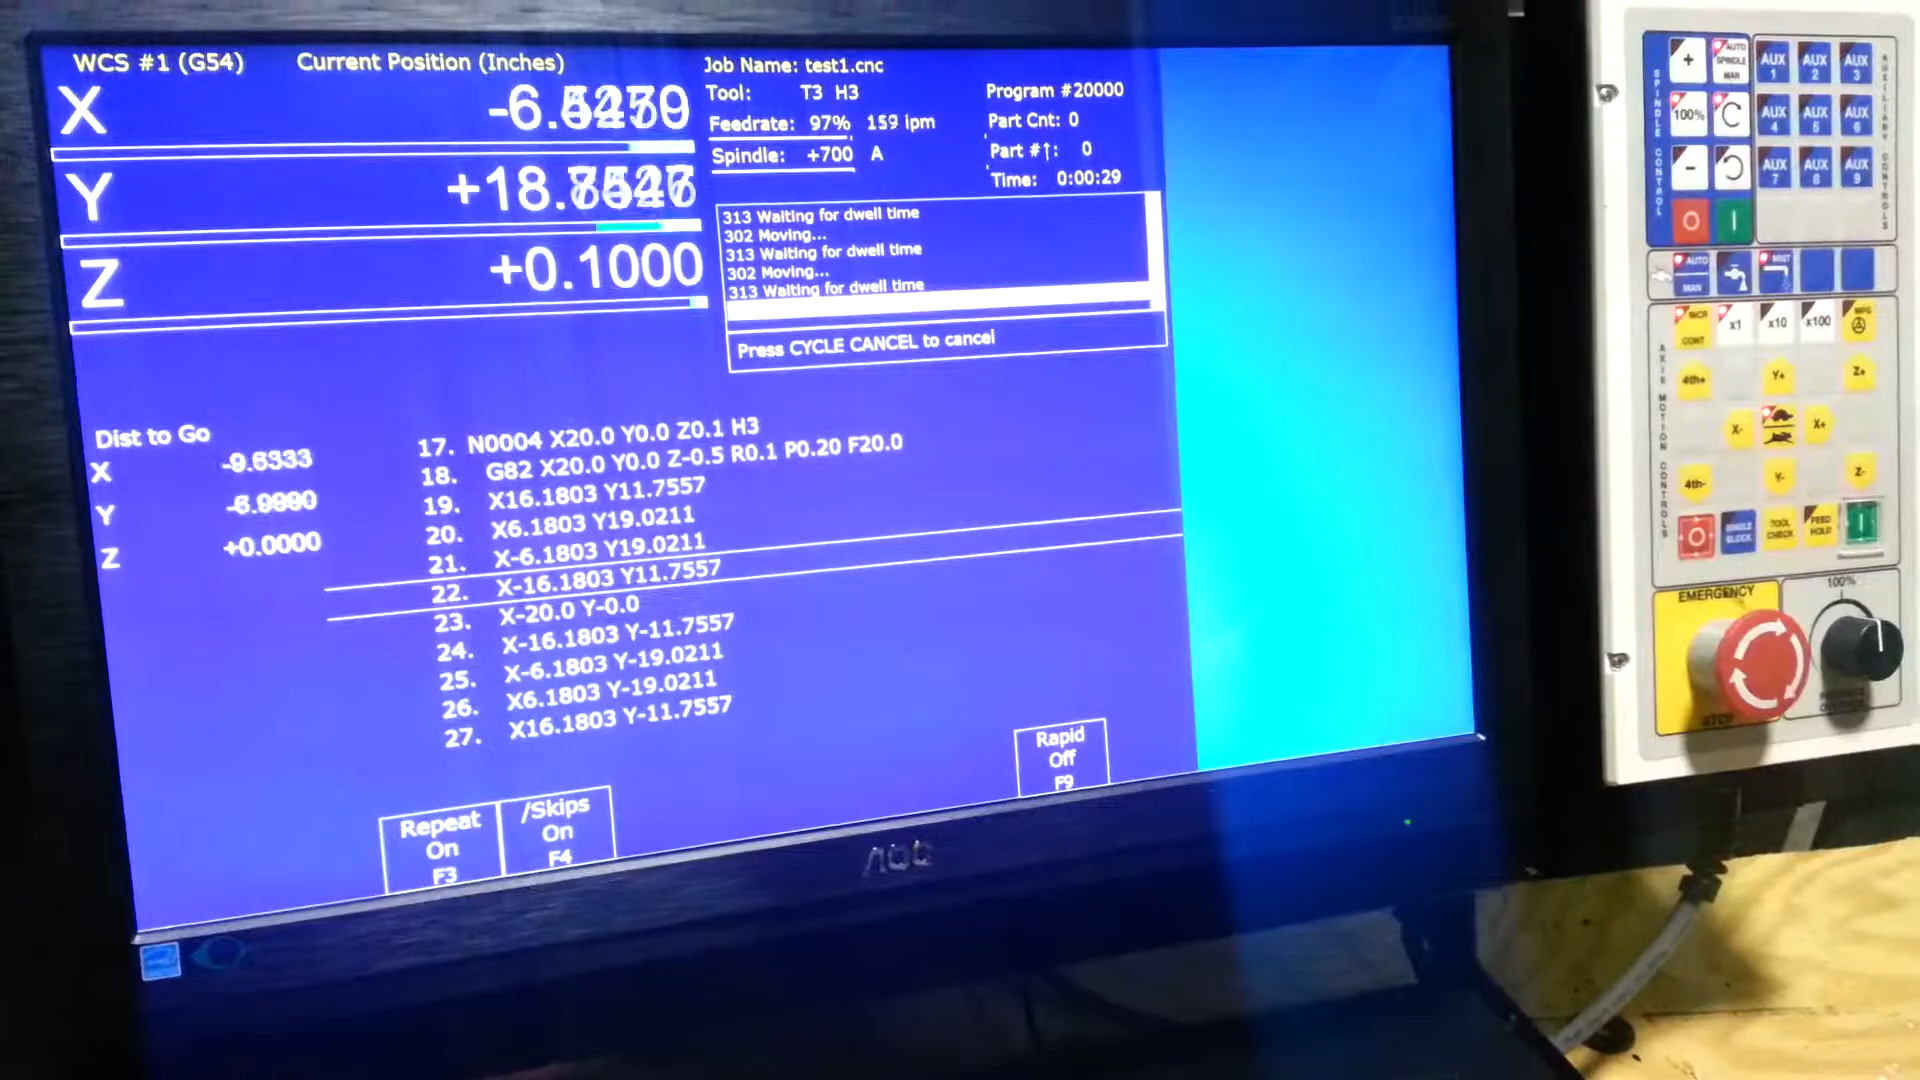 WCS #1 (G54) Current Position (Inches)
X
Y
Z +0.1000
Job Name: test1.cnc
Tool: T3 H3 Program #20000
Feedrate: 97% 159 ipm Part Cnt: 0
Spindle: +700 A Part #↑: 0
Time: 0:00:29
313 Waiting for dwell time
302 Moving...
313 Waiting for dwell time
302 Moving...
313 Waiting for dwell time
Press CYCLE CANCEL to cancel
Dist to Go
X -9.6333
Y
Z +0.0000
17. N0004 X20.0 Y0.0 Z0.1 H3
18. G82 X20.0 Y0.0 Z-0.5 R0.1 P0.20 F20.0
19. X16.1803 Y11.7557
20. X6.1803 Y19.0211
21. X-6.1803 Y19.0211
22. X-16.1803 Y11.7557
23. X-20.0 Y-0.0
24. X-16.1803 Y-11.7557
25. X-6.1803 Y-19.0211
26. X6.1803 Y-19.0211
27. X16.1803 Y-11.7557
Repeat
On
F3
/Skips
On
F4
Rapid
Off
F9
AOC
SPINDLE CONTROL
+
AUTO
SPINDLE
MAN
100%
-
O
I
AUX 1
AUX 2
AUX 3
AUX 4
AUX 5
AUX 6
AUX 7
AUX 8
AUX 9
AUXILIARY CONTROLS
AUTO
MAN
MIST
AXIS MOTION CONTROLS
INCR
CONT
x1
x10
x100
MPG
4th+
Y+
Z+
X-
X+
4th-
Y-
Z-
O
SINGLE BLOCK
TOOL CHECK
FEED HOLD
I
EMERGENCY
STOP
100%